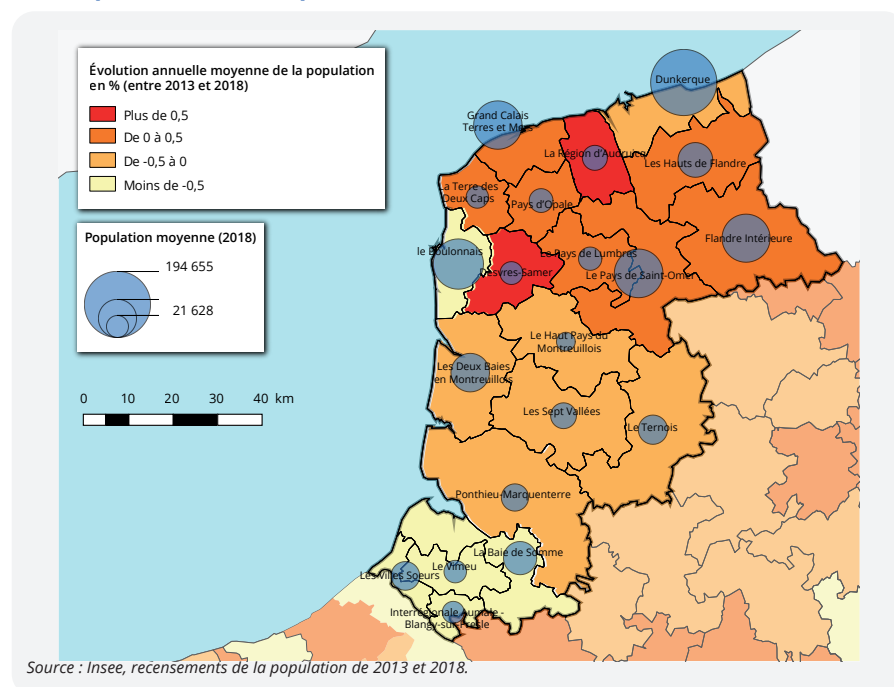 Évolution annuelle moyenne de la population
en % (entre 2013 et 2018)
Plus de 0,5
De 0 à 0,5
De -0,5 à 0
Moins de -0,5
Population moyenne (2018)
194 655
21 628
0 10 20 30 40 km
Dunkerque
Grand Calais
Terres et Mers
La Région d'Audruicq
Les Hauts de Flandre
La Terre des
Deux Caps
Pays d'Opale
Flandre Intérieure
le Boulonnais
Le Pays de Lumbres
Desvres-Samer
Le Pays de Saint-Omer
Le Haut Pays du
Montreuillois
Les Deux Baies
en Montreuillois
Les Sept Vallées
Le Ternois
Ponthieu-Marquenterre
La Baie de Somme
Le Vimeu
Les Villes Soeurs
Interrégionale Aumale -
Blangy-sur-Bresle
Source : Insee, recensements de la population de 2013 et 2018.